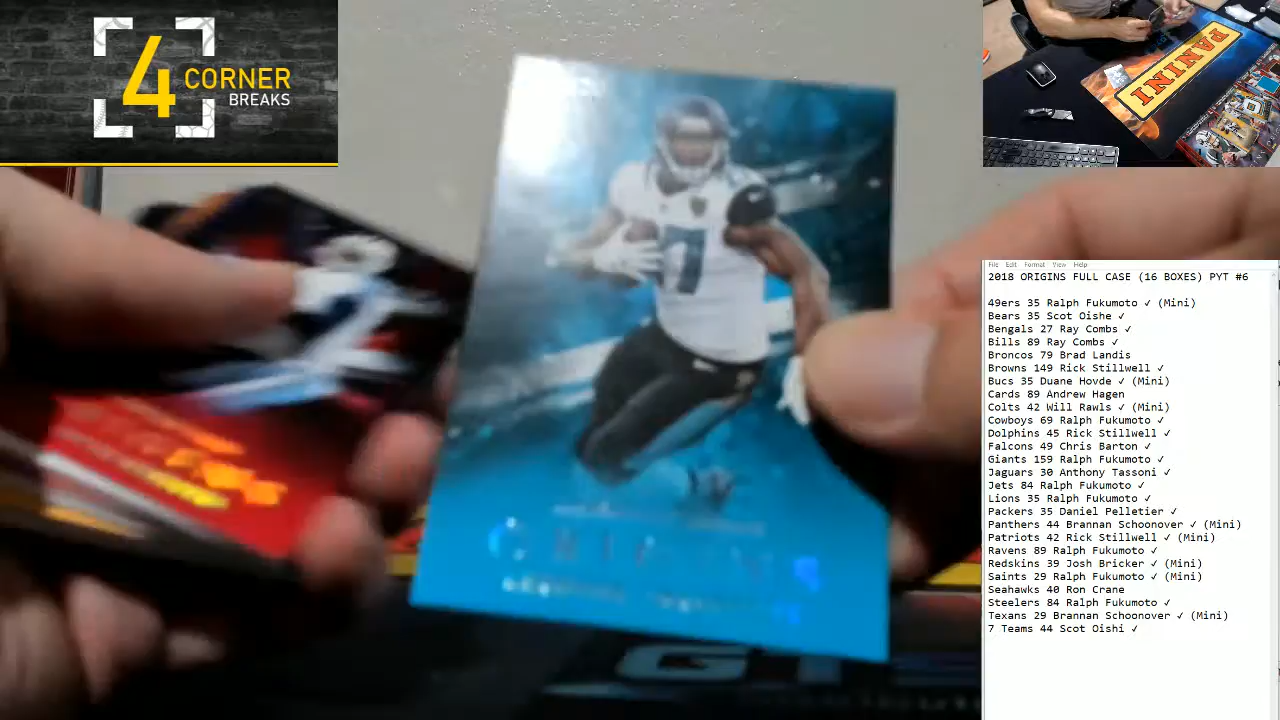 4 CORNER
BREAKS
PANINI
File Edit Format View Help
2018 ORIGINS FULL CASE (16 BOXES) PYT #6
49ers 35 Ralph Fukumoto ✓ (Mini)
Bears 35 Scot Oishe ✓
Bengals 27 Ray Combs ✓
Bills 89 Ray Combs ✓
Broncos 79 Brad Landis
Browns 149 Rick Stillwell ✓
Bucs 35 Duane Hovde ✓ (Mini)
Cards 89 Andrew Hagen
Colts 42 Will Rawls ✓ (Mini)
Cowboys 69 Ralph Fukumoto ✓
Dolphins 45 Rick Stillwell ✓
Falcons 49 Chris Barton ✓
Giants 159 Ralph Fukumoto ✓
Jaguars 30 Anthony Tassoni ✓
Jets 84 Ralph Fukumoto ✓
Lions 35 Ralph Fukumoto ✓
Packers 35 Daniel Pelletier ✓
Panthers 44 Brannan Schoonover ✓ (Mini)
Patriots 42 Rick Stillwell ✓ (Mini)
Ravens 89 Ralph Fukumoto ✓
Redskins 39 Josh Bricker ✓ (Mini)
Saints 29 Ralph Fukumoto ✓ (Mini)
Seahawks 40 Ron Crane
Steelers 84 Ralph Fukumoto ✓
Texans 29 Brannan Schoonover ✓ (Mini)
7 Teams 44 Scot Oishi ✓
ORIGINS